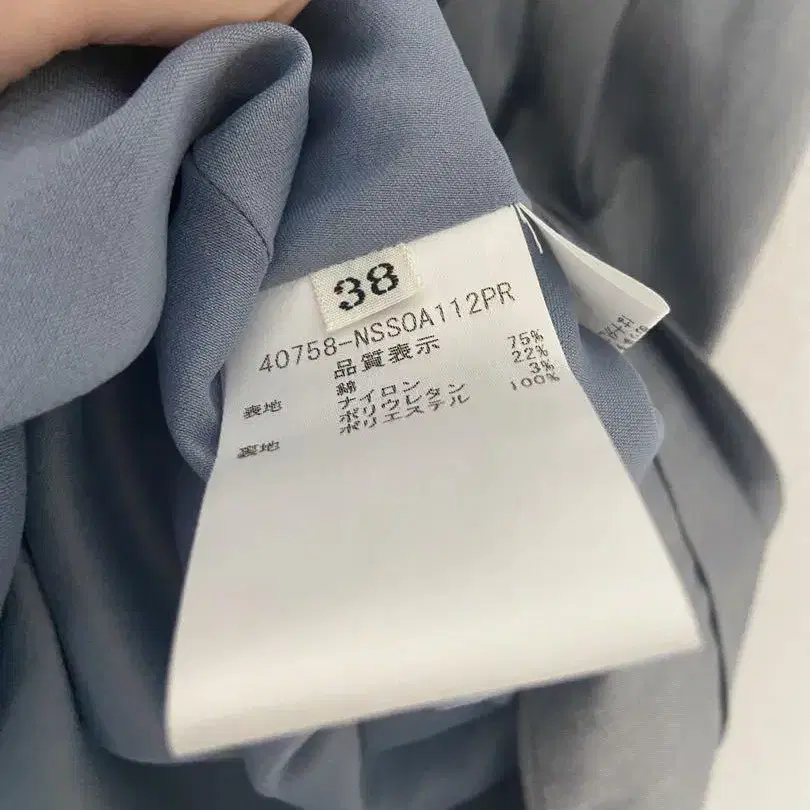 38
40758-NSSOA112PR
品質表示
表地 綿 75%
ナイロン 22%
ポリウレタン 3%
裏地 ポリエステル 100%